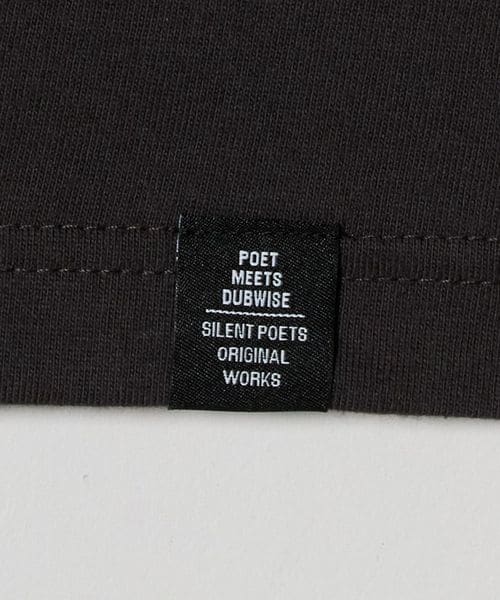 POET
MEETS
DUBWISE
SILENT POETS
ORIGINAL
WORKS